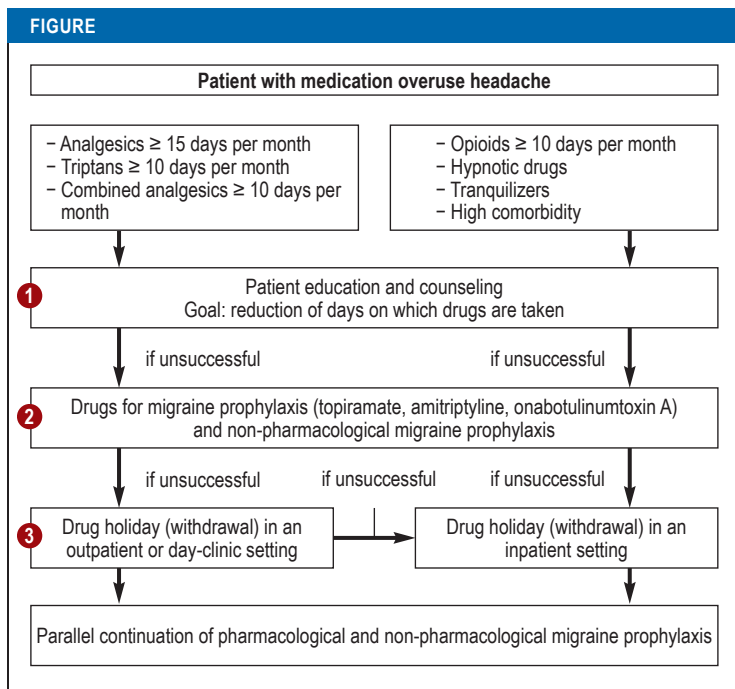 FIGURE
Patient with medication overuse headache
– Analgesics ≥ 15 days per month
– Triptans ≥ 10 days per month
– Combined analgesics ≥ 10 days per
month
– Opioids ≥ 10 days per month
– Hypnotic drugs
– Tranquilizers
– High comorbidity
1
Patient education and counseling
Goal: reduction of days on which drugs are taken
if unsuccessful
if unsuccessful
2
Drugs for migraine prophylaxis (topiramate, amitriptyline, onabotulinumtoxin A)
and non-pharmacological migraine prophylaxis
if unsuccessful
if unsuccessful
if unsuccessful
3
Drug holiday (withdrawal) in an
outpatient or day-clinic setting
Drug holiday (withdrawal) in an
inpatient setting
Parallel continuation of pharmacological and non-pharmacological migraine prophylaxis